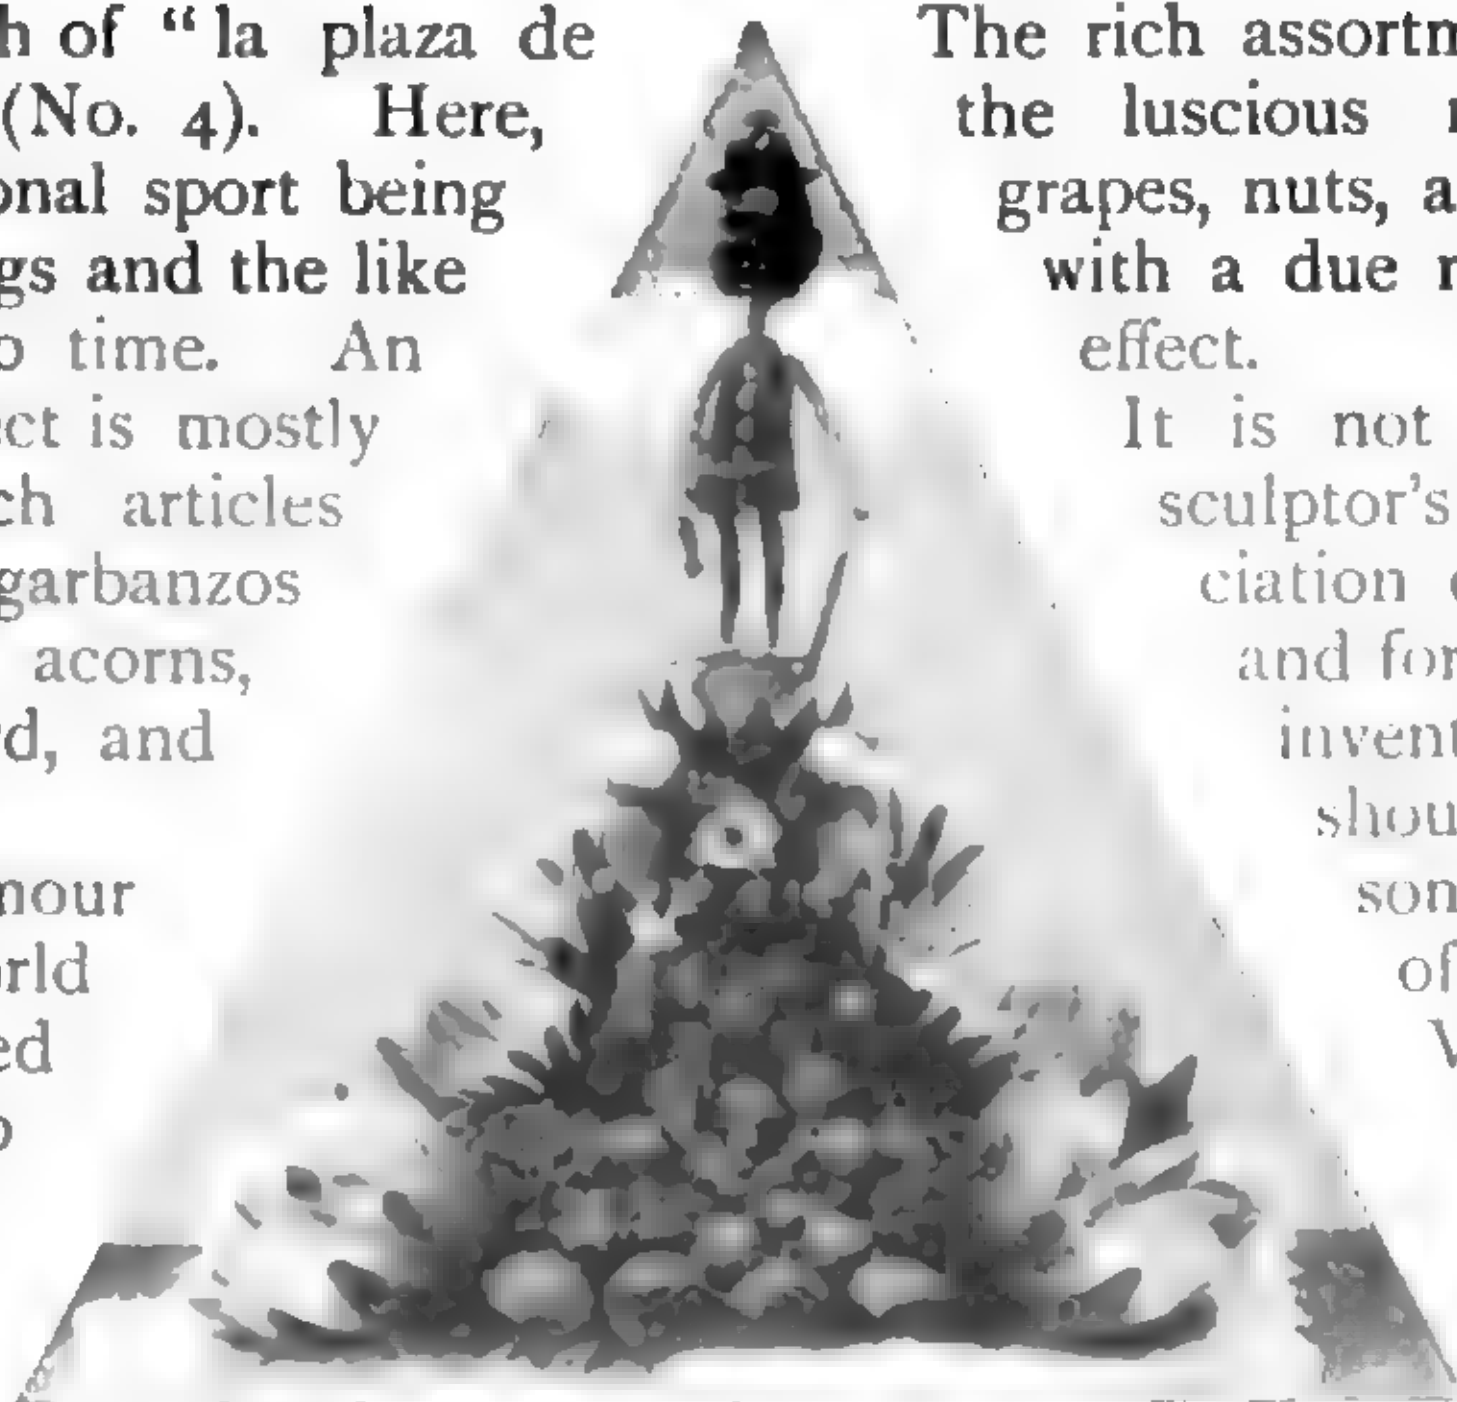 h of “ la plaza de
(No. 4). Here,
onal sport being
gs and the like
o time. An
ct is mostly
ch articles
garbanzos
acorns,
d, and
mour
rld
ed
o
The rich assortm
the luscious
grapes, nuts, a
with a due
effect.
It is not
sculptor's
ciation
and for
invent
shou
som
of